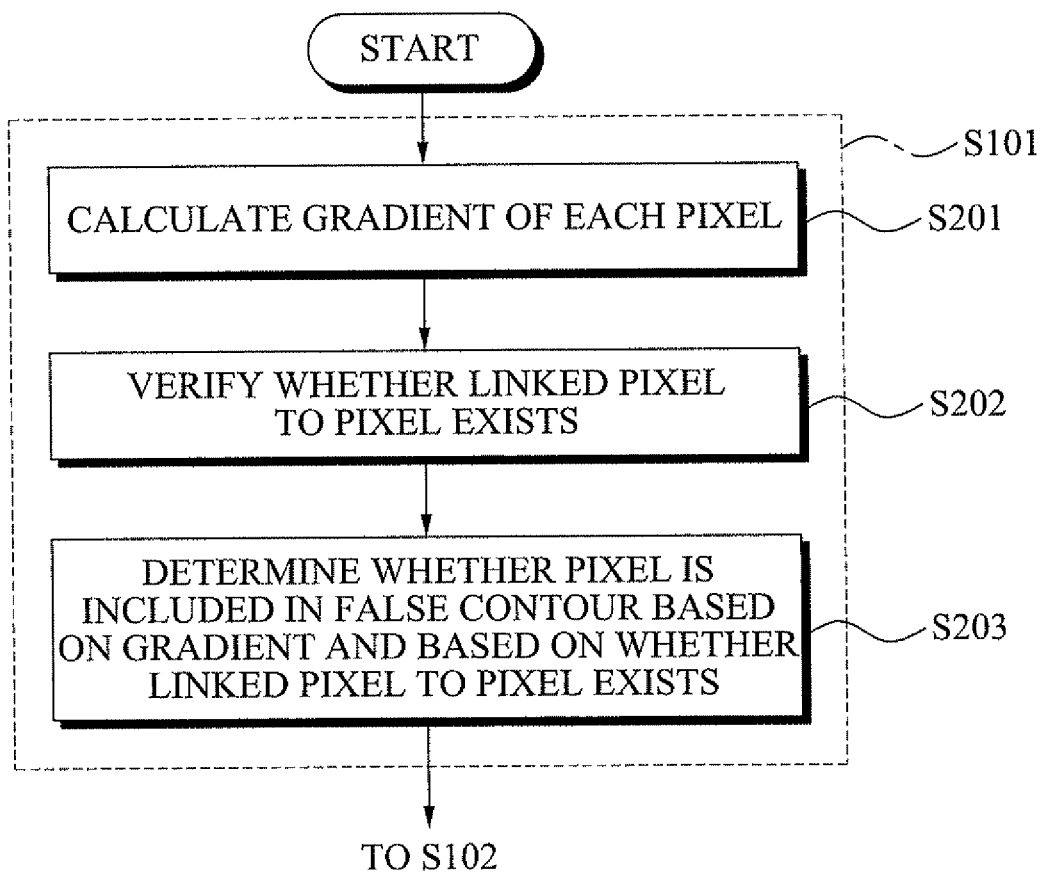 START
S101
CALCULATE GRADIENT OF EACH PIXEL
S201
VERIFY WHETHER LINKED PIXEL
TO PIXEL EXISTS
S202
DETERMINE WHETHER PIXEL IS
INCLUDED IN FALSE CONTOUR BASED
ON GRADIENT AND BASED ON WHETHER
LINKED PIXEL TO PIXEL EXISTS
S203
TO S102